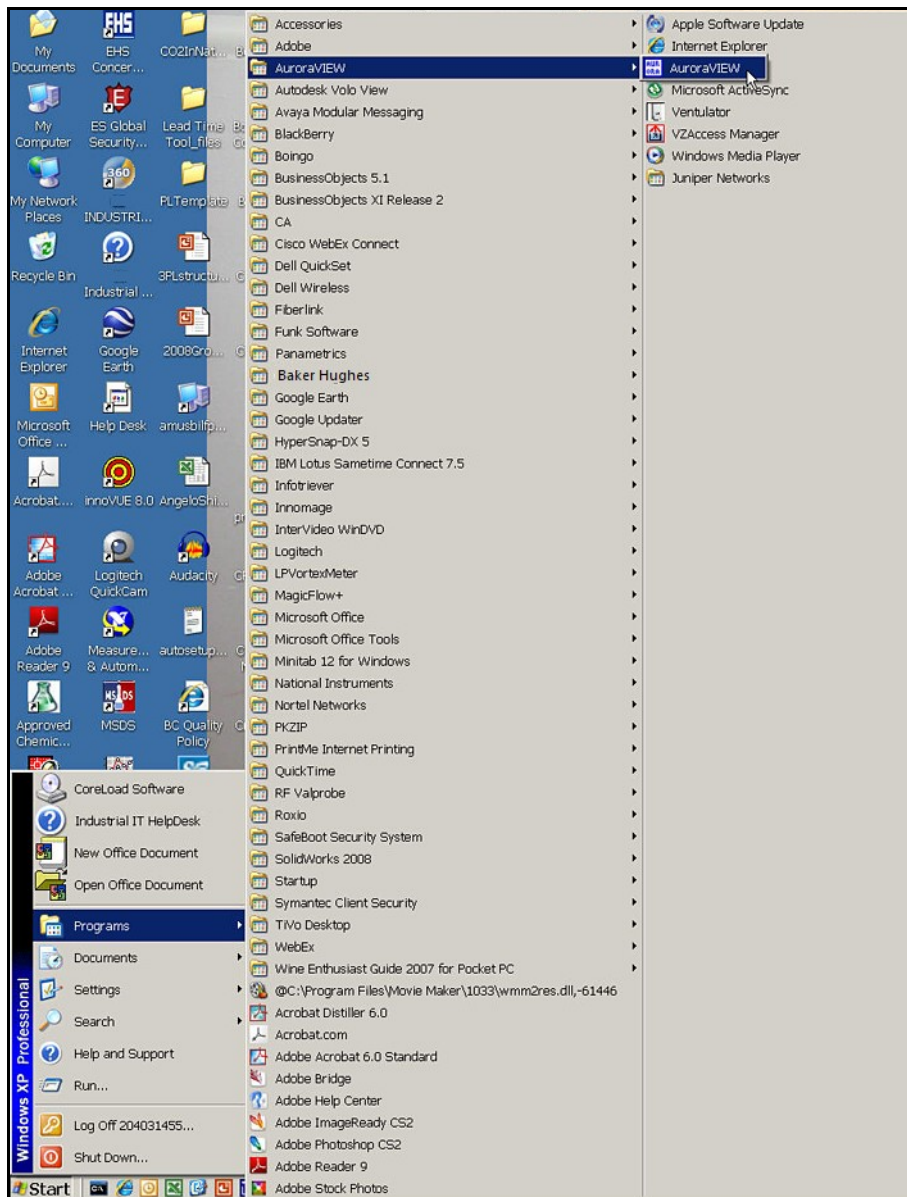 My Documents
EHS Concer...
CO2InNat...
My Computer
ES Global Security...
Lead Time Tool_files
My Network Places
INDUSTRI...
PLTemplate
Recycle Bin
Industrial ...
3PLstructu...
Internet Explorer
Google Earth
2008Gro...
Microsoft Office ...
Help Desk
amusbilfp...
Acrobat....
innoVUE 8.0
AngeloShi...
Adobe Acrobat ...
Logitech QuickCam
Audacity
Adobe Reader 9
Measure... & Autom...
autosetup...
Approved Chemic...
MSDS
BC Quality Policy
CoreLoad Software
Industrial IT HelpDesk
New Office Document
Open Office Document
Programs
Documents
Settings
Search
Help and Support
Run...
Log Off 204031455...
Shut Down...
Windows XP Professional
Start
Accessories
Adobe
AuroraVIEW
Autodesk Volo View
Avaya Modular Messaging
BlackBerry
Boingo
BusinessObjects 5.1
BusinessObjects XI Release 2
CA
Cisco WebEx Connect
Dell QuickSet
Dell Wireless
Fiberlink
Funk Software
Panametrics
Baker Hughes
Google Earth
Google Updater
HyperSnap-DX 5
IBM Lotus Sametime Connect 7.5
Infotriever
Innomage
InterVideo WinDVD
Logitech
LPVortexMeter
MagicFlow+
Microsoft Office
Microsoft Office Tools
Minitab 12 for Windows
National Instruments
Nortel Networks
PKZIP
PrintMe Internet Printing
QuickTime
RF Valprobe
Roxio
SafeBoot Security System
SolidWorks 2008
Startup
Symantec Client Security
TiVo Desktop
WebEx
Wine Enthusiast Guide 2007 for Pocket PC
@C:\Program Files\Movie Maker\1033\wmm2res.dll,-61446
Acrobat Distiller 6.0
Acrobat.com
Adobe Acrobat 6.0 Standard
Adobe Bridge
Adobe Help Center
Adobe ImageReady CS2
Adobe Photoshop CS2
Adobe Reader 9
Adobe Stock Photos
Apple Software Update
Internet Explorer
AuroraVIEW
Microsoft ActiveSync
Ventulator
VZAccess Manager
Windows Media Player
Juniper Networks